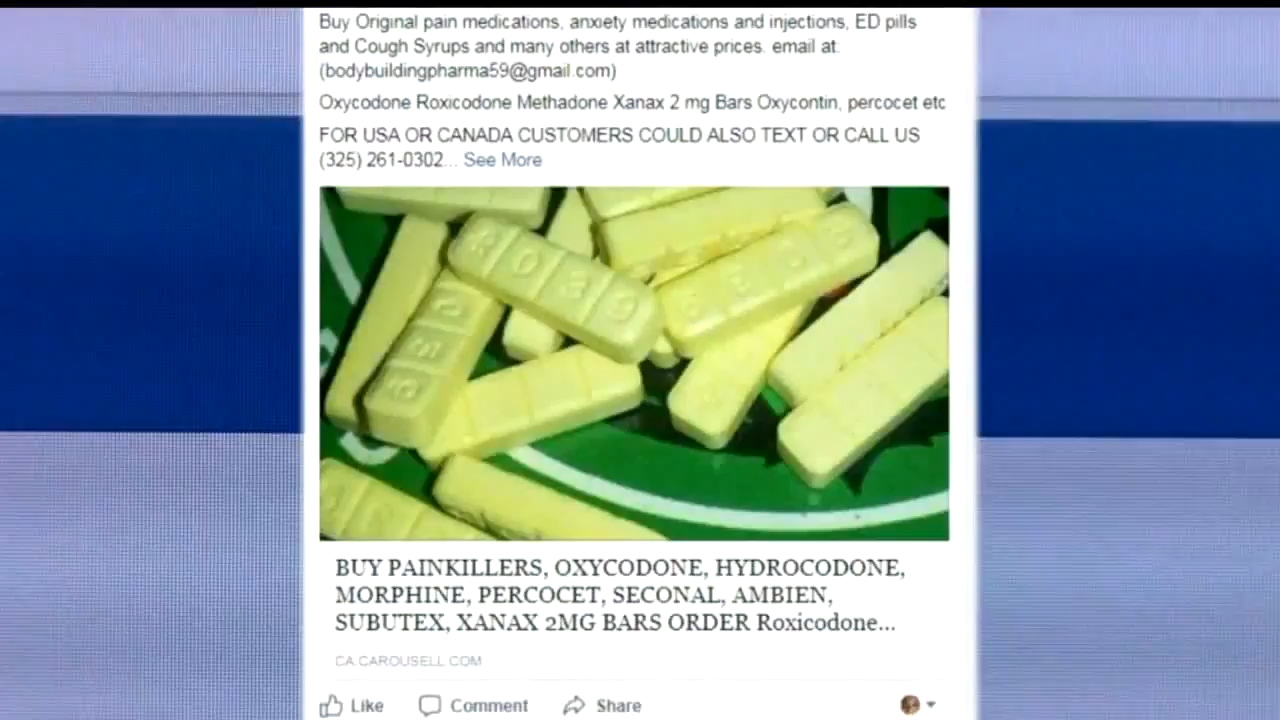 Buy Original pain medications, anxiety medications and injections, ED pills
and Cough Syrups and many others at attractive prices. email at:
(bodybuildingpharma59@gmail.com)
Oxycodone Roxicodone Methadone Xanax 2 mg Bars Oxycontin, percocet etc
FOR USA OR CANADA CUSTOMERS COULD ALSO TEXT OR CALL US
(325) 261-0302... See More
R039
BUY PAINKILLERS, OXYCODONE, HYDROCODONE,
MORPHINE, PERCOCET, SECONAL, AMBIEN,
SUBUTEX, XANAX 2MG BARS ORDER Roxicodone...
CA.CAROUSELL.COM
Like Comment Share